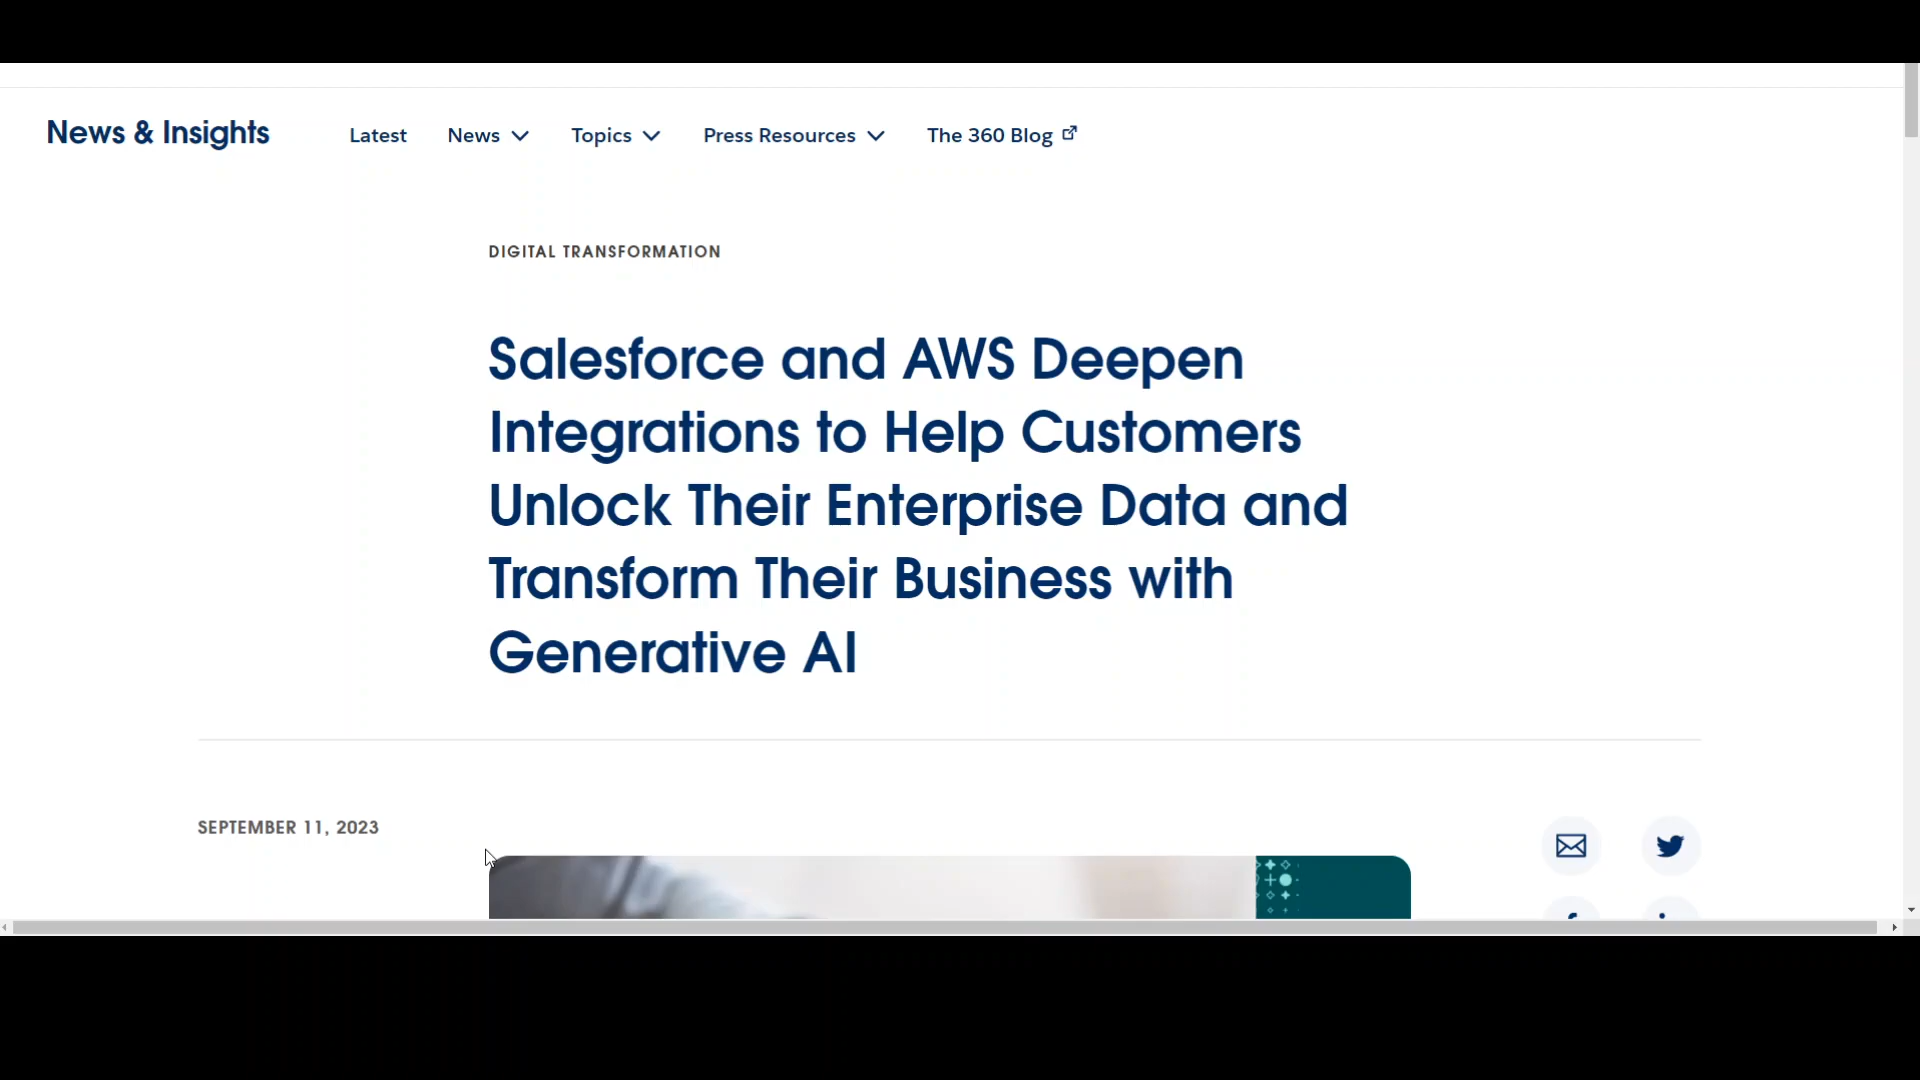 News & Insights
Latest
News
Topics
Press Resources
The 360 Blog
DIGITAL TRANSFORMATION
Salesforce and AWS Deepen
Integrations to Help Customers
Unlock Their Enterprise Data and
Transform Their Business with
Generative AI
SEPTEMBER 11, 2023